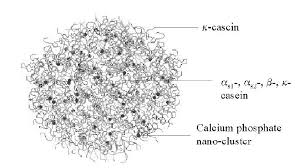 κ-casein
αs1-, αs2-, β-, κ-
casein
Calcium phosphate
nano-cluster